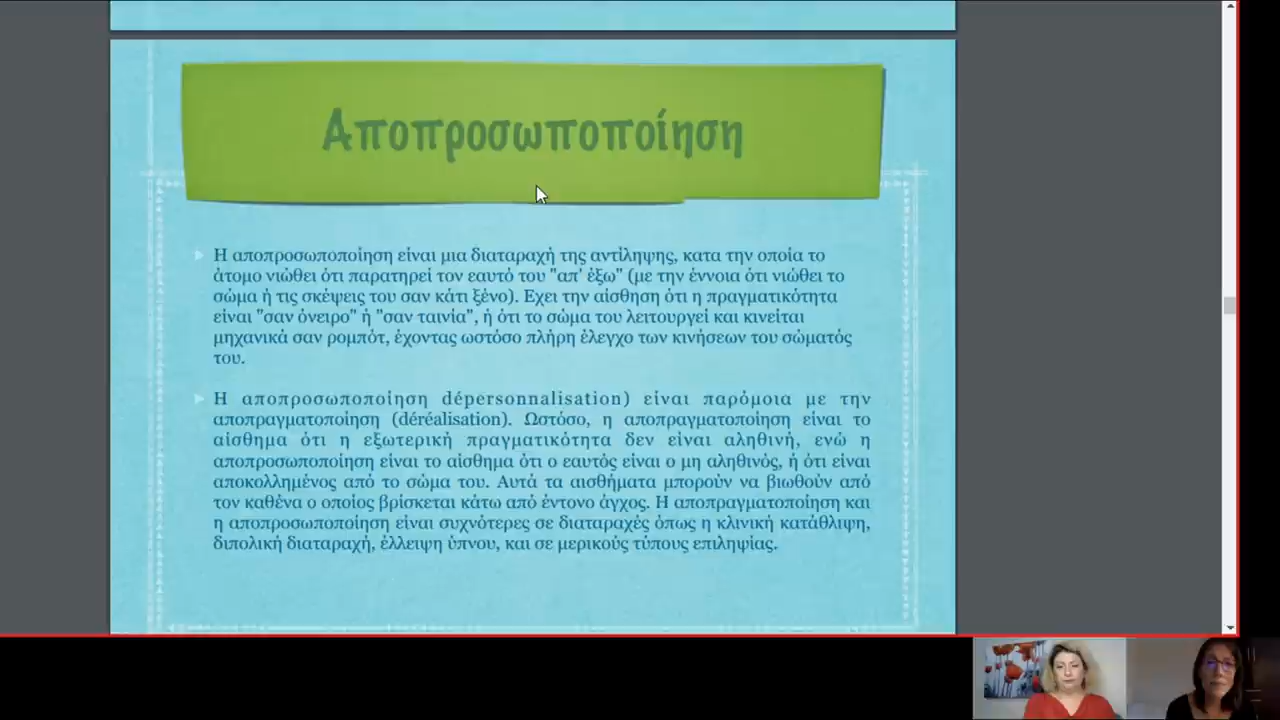 Αποπροσωποποίηση
Η αποπροσωποποίηση είναι μια διαταραχή της αντίληψης, κατα την οποία το
άτομο νιώθει ότι παρατηρεί τον εαυτό του "απ' έξω" (με την έννοια ότι νιώθει το
σώμα ή τις σκέψεις του σαν κάτι ξένο). Εχει την αίσθηση ότι η πραγματικότητα
είναι "σαν όνειρο" ή "σαν ταινία", ή ότι το σώμα του λειτουργεί και κινείται
μηχανικά σαν ρομπότ, έχοντας ωστόσο πλήρη έλεγχο των κινήσεων του σώματός
του.
Η αποπροσωποποίηση dépersonnalisation) είναι παρόμοια με την
αποπραγματοποίηση (déréalisation). Ωστόσο, η αποπραγματοποίηση είναι το
αίσθημα ότι η εξωτερική πραγματικότητα δεν είναι αληθινή, ενώ η
αποπροσωποποίηση είναι το αίσθημα ότι ο εαυτός είναι ο μη αληθινός, ή ότι είναι
αποκολλημένος από το σώμα του. Αυτά τα αισθήματα μπορούν να βιωθούν από
τον καθένα ο οποίος βρίσκεται κάτω από έντονο άγχος. Η αποπραγματοποίηση και
η αποπροσωποποίηση είναι συχνότερες σε διαταραχές όπως η κλινική κατάθλιψη,
διπολική διαταραχή, έλλειψη ύπνου, και σε μερικούς τύπους επιληψίας.